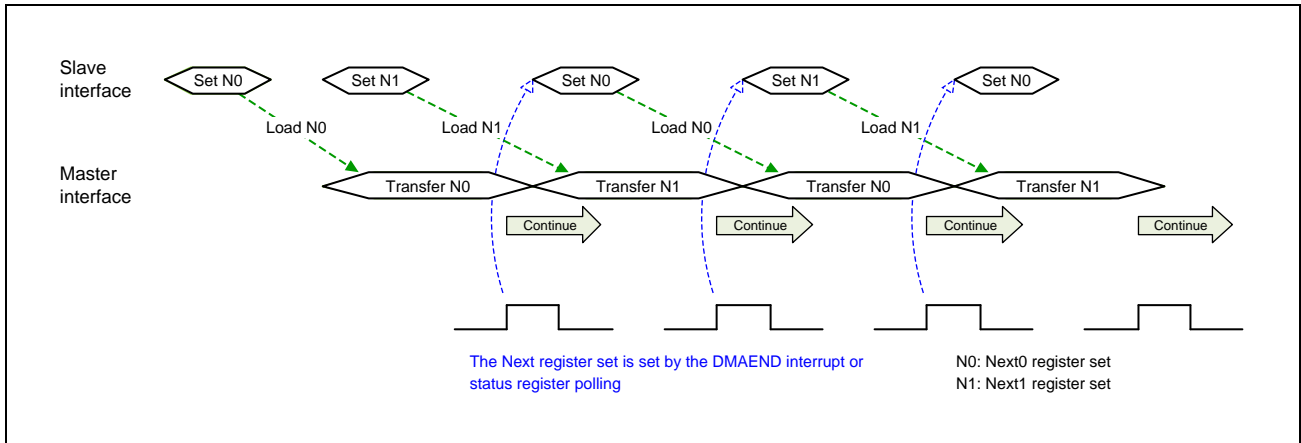 Slave
interface
Set N0
Set N1
Set N0
Set N1
Set N0
Load N0
Load N1
Load N0
Load N1
Master
interface
Transfer N0
Transfer N1
Transfer N0
Transfer N1
Continue
Continue
Continue
Continue
The Next register set is set by the DMAEND interrupt or
status register polling
N0: Next0 register set
N1: Next1 register set